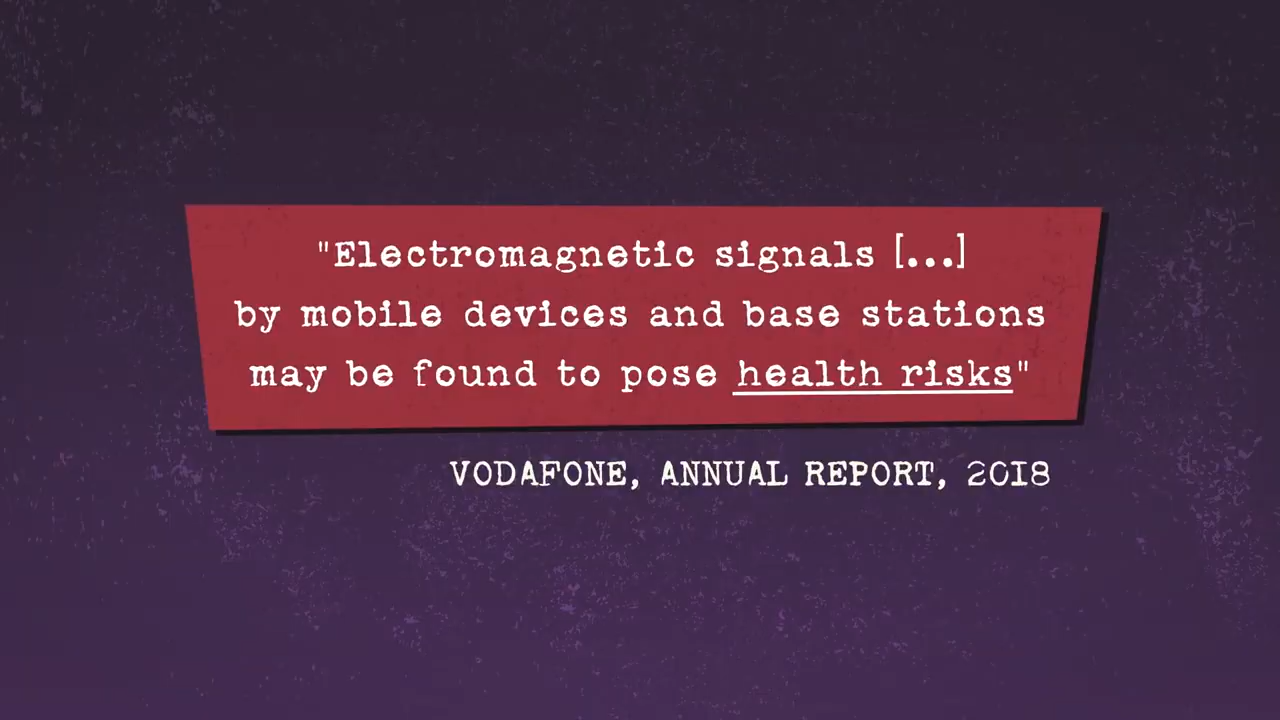 "Electromagnetic signals [...]
by mobile devices and base stations
may be found to pose health risks"
VODAFONE, ANNUAL REPORT, 2018